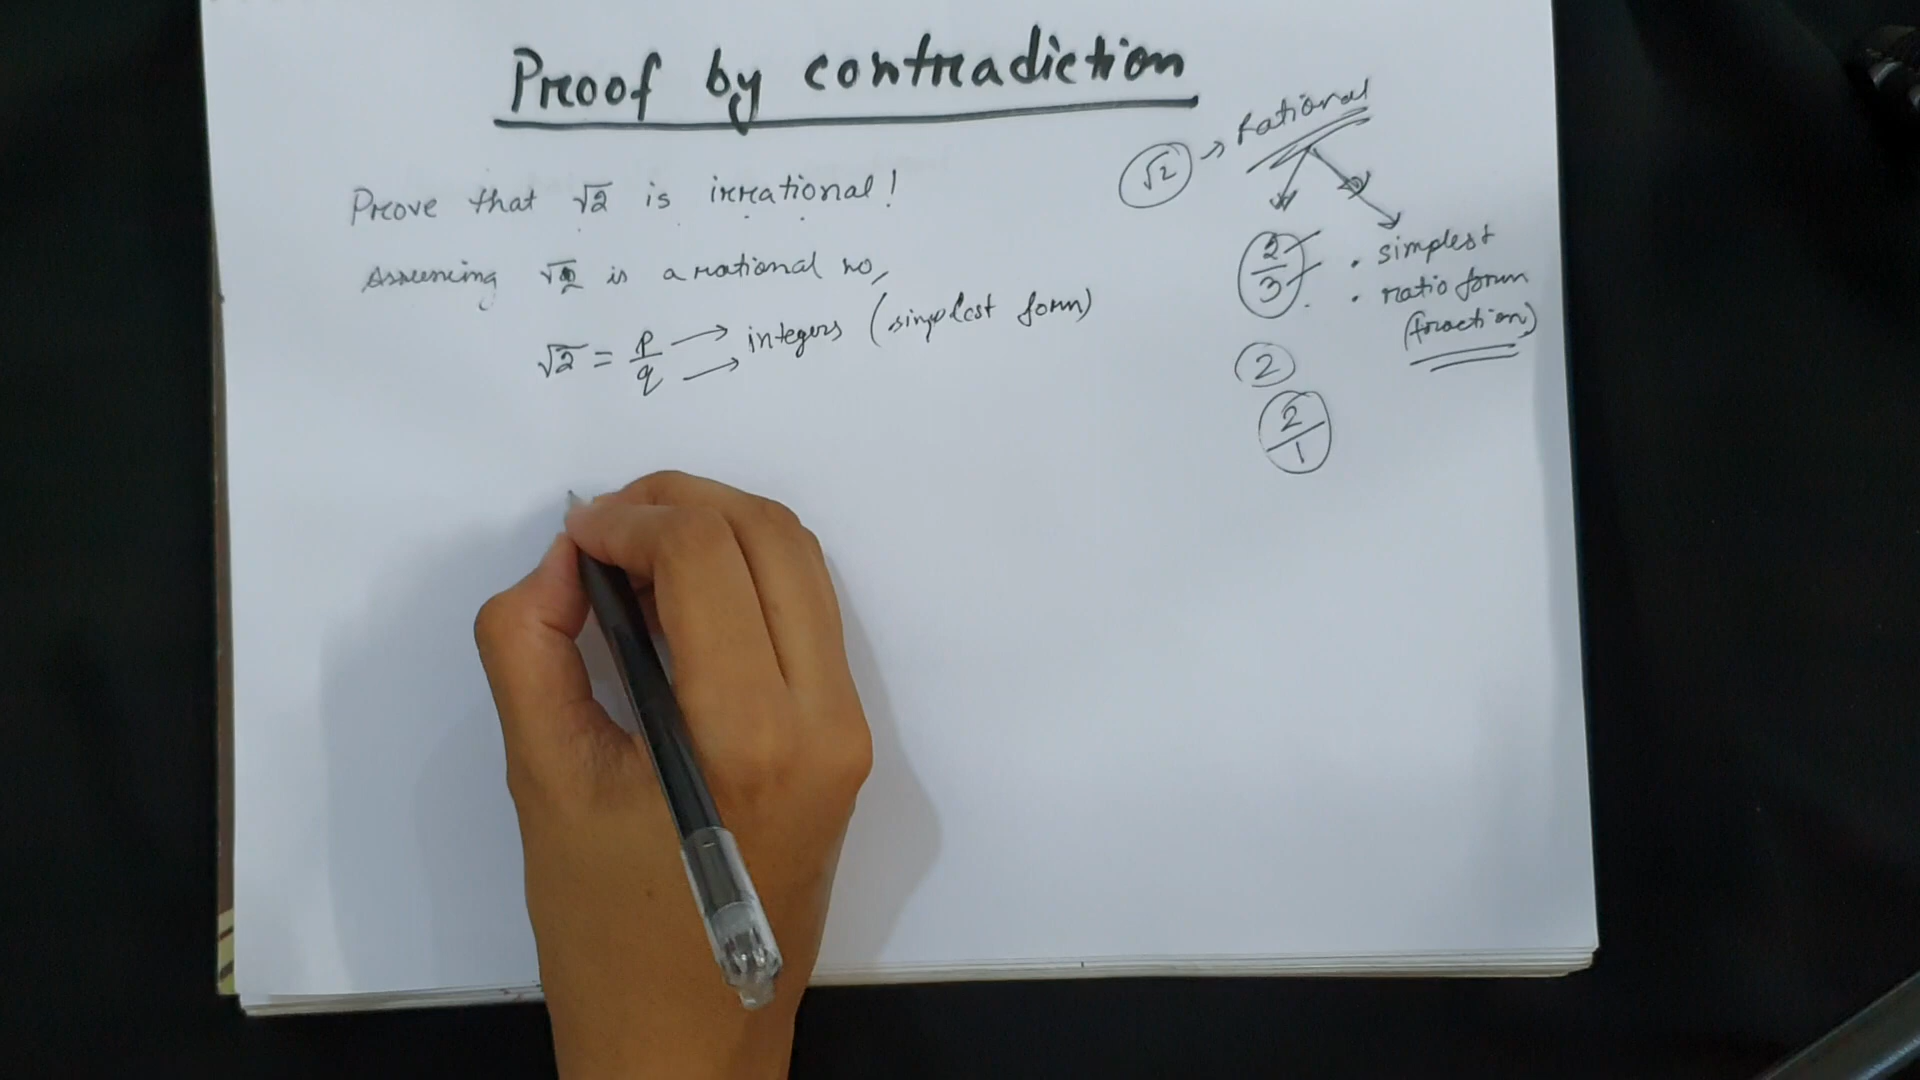 Proof by contradiction
Prove that √2 is irrational!
Assuming √2 is a rational no,
√2 = p/q → → integers (simplest form)
√2 → rational
2/3
• simplest
• ratio form
(fraction)
2
2/1